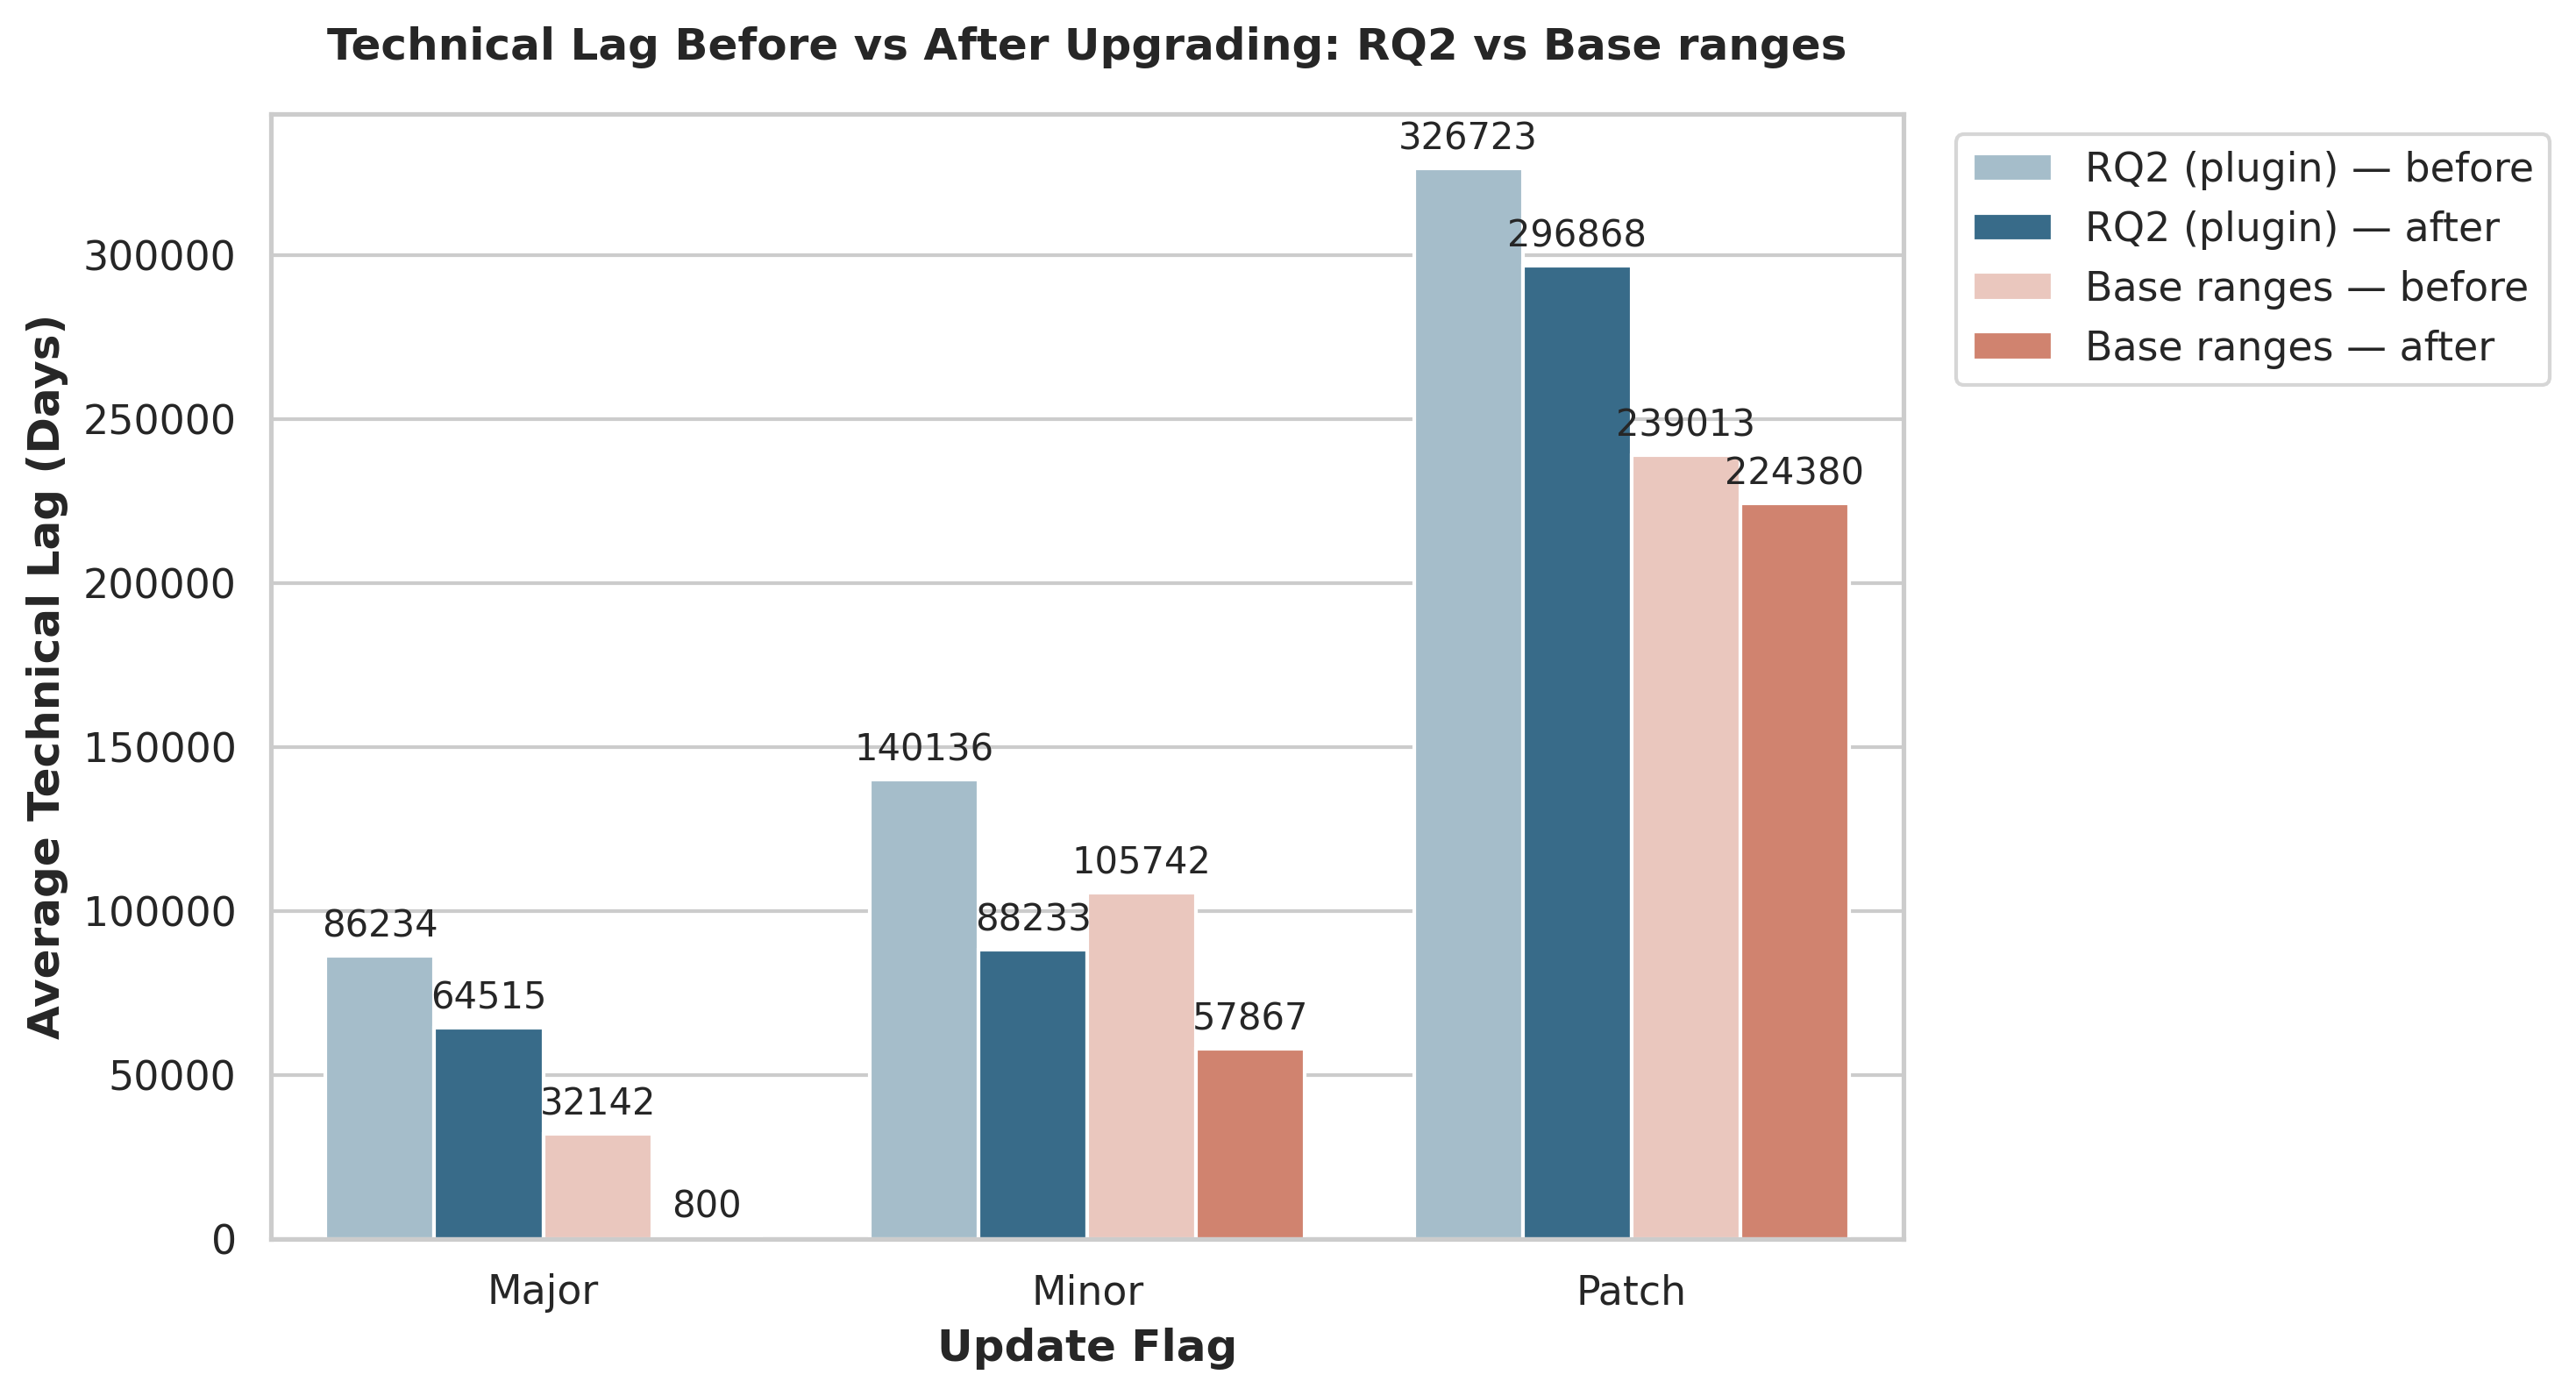 Technical Lag Before vs After Upgrading: RQ2 vs Base ranges
Average Technical Lag (Days)
300000
250000
200000
150000
100000
50000
0
326723
296868
239013
224380
140136
88233
105742
57867
86234
64515
32142
800
Major
Minor
Patch
Update Flag
RQ2 (plugin) — before
RQ2 (plugin) — after
Base ranges — before
Base ranges — after